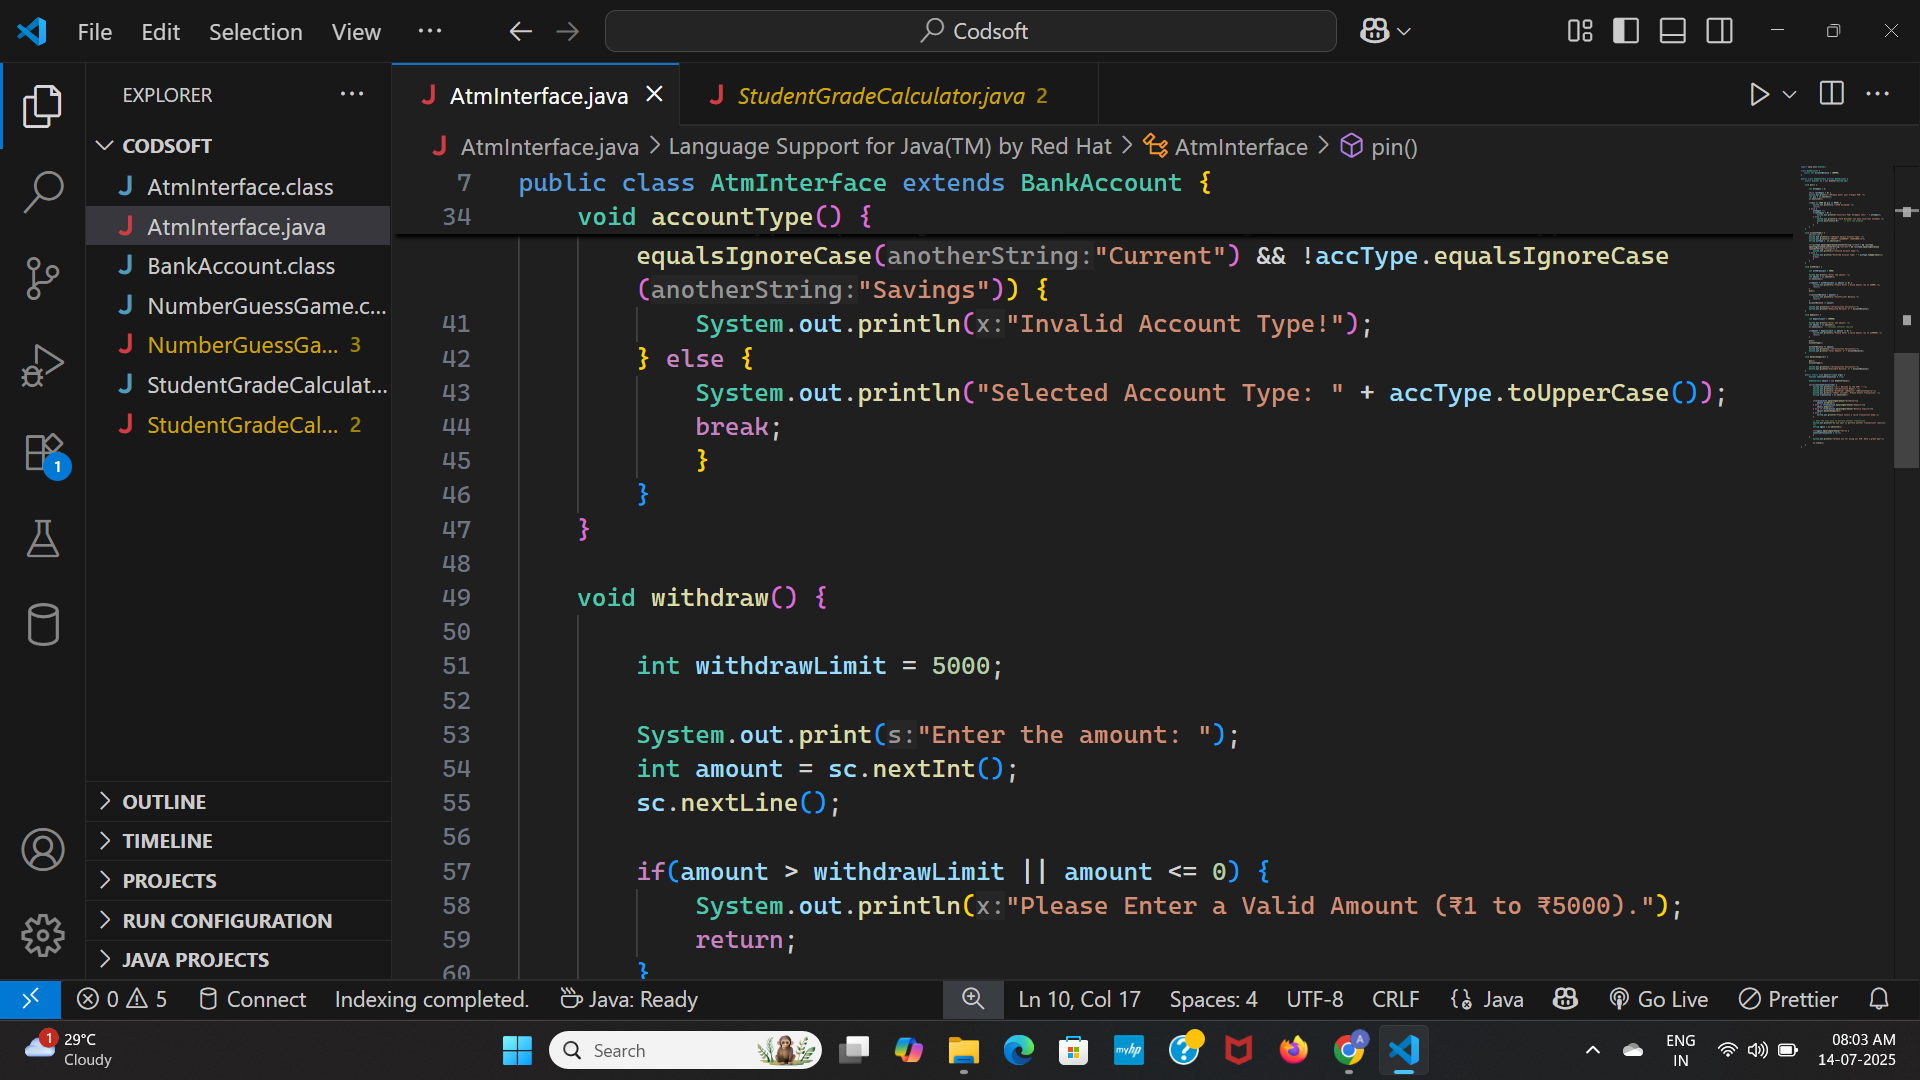 File Edit Selection View ... Codsoft
EXPLORER
CODSOFT
AtmInterface.class
AtmInterface.java
BankAccount.class
NumberGuessGame.c...
NumberGuessGa... 3
StudentGradeCalculat...
StudentGradeCal... 2
OUTLINE
TIMELINE
PROJECTS
RUN CONFIGURATION
JAVA PROJECTS
1
AtmInterface.java StudentGradeCalculator.java 2
AtmInterface.java > Language Support for Java(TM) by Red Hat > AtmInterface > pin()
7 public class AtmInterface extends BankAccount {
34 void accountType() {
equalsIgnoreCase(anotherString:"Current") && !accType.equalsIgnoreCase
(anotherString:"Savings")) {
41 System.out.println(x:"Invalid Account Type!");
42 } else {
43 System.out.println("Selected Account Type: " + accType.toUpperCase());
44 break;
45 }
46 }
47 }
48
49 void withdraw() {
50
51 int withdrawLimit = 5000;
52
53 System.out.print(s:"Enter the amount: ");
54 int amount = sc.nextInt();
55 sc.nextLine();
56
57 if(amount > withdrawLimit || amount <= 0) {
58 System.out.println(x:"Please Enter a Valid Amount (₹1 to ₹5000).");
59 return;
60 }
0 5 Connect Indexing completed. Java: Ready Ln 10, Col 17 Spaces: 4 UTF-8 CRLF Java Go Live Prettier
1 29°C
Cloudy
Search
myhp
A
ENG
IN
08:03 AM
14-07-2025